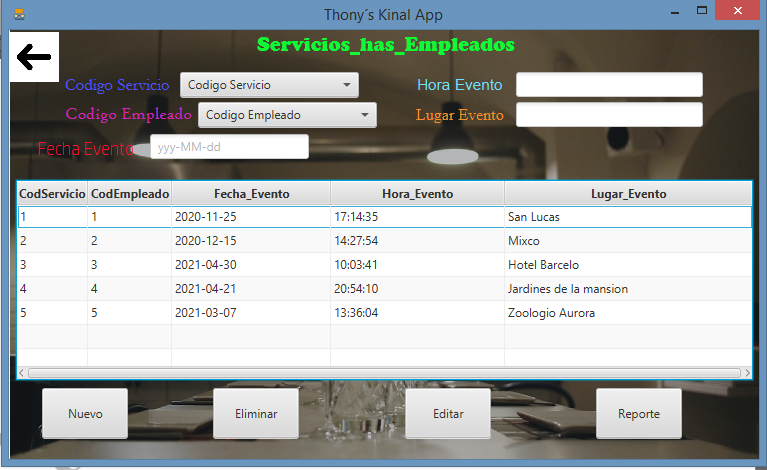 Thony´s Kinal App
Servicios_has_Empleados
Codigo Servicio Codigo Servicio Hora Evento
Codigo Empleado Codigo Empleado Lugar Evento
Fecha Evento yyy-MM-dd
CodServicio CodEmpleado Fecha_Evento Hora_Evento Lugar_Evento
1 1 2020-11-25 17:14:35 San Lucas
2 2 2020-12-15 14:27:54 Mixco
3 3 2021-04-30 10:03:41 Hotel Barcelo
4 4 2021-04-21 20:54:10 Jardines de la mansion
5 5 2021-03-07 13:36:04 Zoologio Aurora
Nuevo Eliminar Editar Reporte